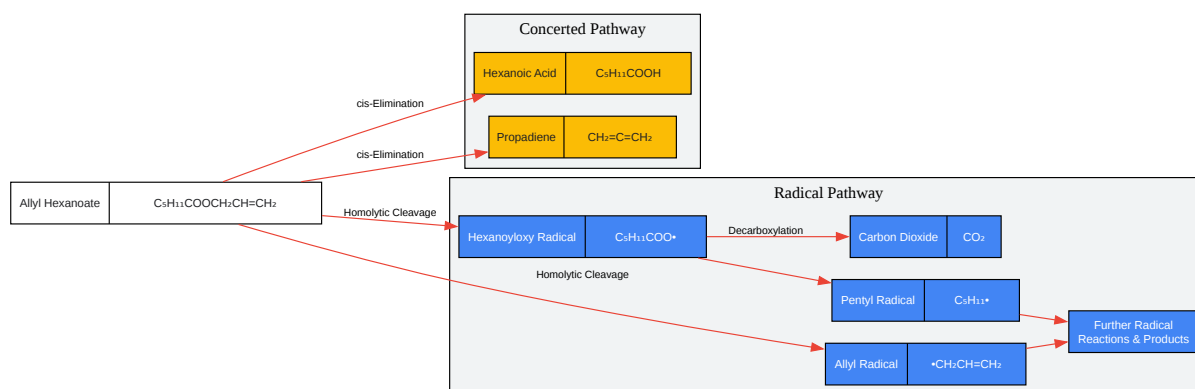 Concerted Pathway
Hexanoic Acid C₅H₁₁COOH
cis-Elimination
Propadiene CH₂=C=CH₂
cis-Elimination
Allyl Hexanoate C₅H₁₁COOCH₂CH=CH₂
Radical Pathway
Homolytic Cleavage
Hexanoyloxy Radical C₅H₁₁COO•
Decarboxylation
Carbon Dioxide CO₂
Homolytic Cleavage
Pentyl Radical C₅H₁₁•
Further Radical
Reactions & Products
Allyl Radical •CH₂CH=CH₂